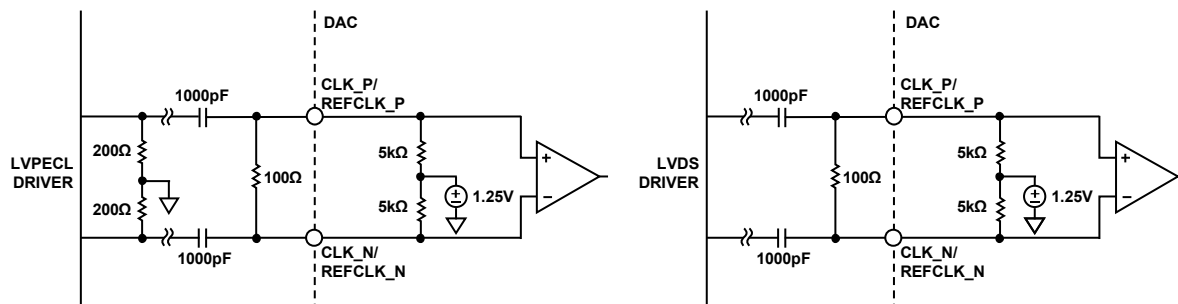 DAC
1000pF
CLK_P/
REFCLK_P
200Ω
200Ω
LVPECL
DRIVER
100Ω
5kΩ
5kΩ
1.25V
+
−
1000pF
CLK_N/
REFCLK_N
DAC
1000pF
CLK_P/
REFCLK_P
LVDS
DRIVER
100Ω
5kΩ
5kΩ
1.25V
+
−
1000pF
CLK_N/
REFCLK_N